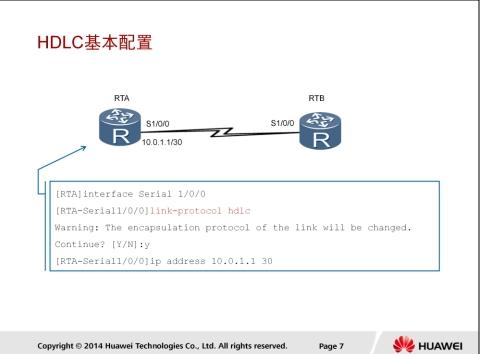 HDLC基本配置
RTA
RTB
S1/0/0
S1/0/0
10.0.1.1/30
R
R
[RTA]interface Serial 1/0/0
[RTA-Serial1/0/0]link-protocol hdlc
Warning: The encapsulation protocol of the link will be changed.
Continue? [Y/N]:y
[RTA-Serial1/0/0]ip address 10.0.1.1 30
Copyright © 2014 Huawei Technologies Co., Ltd. All rights reserved.
Page 7
HUAWEI